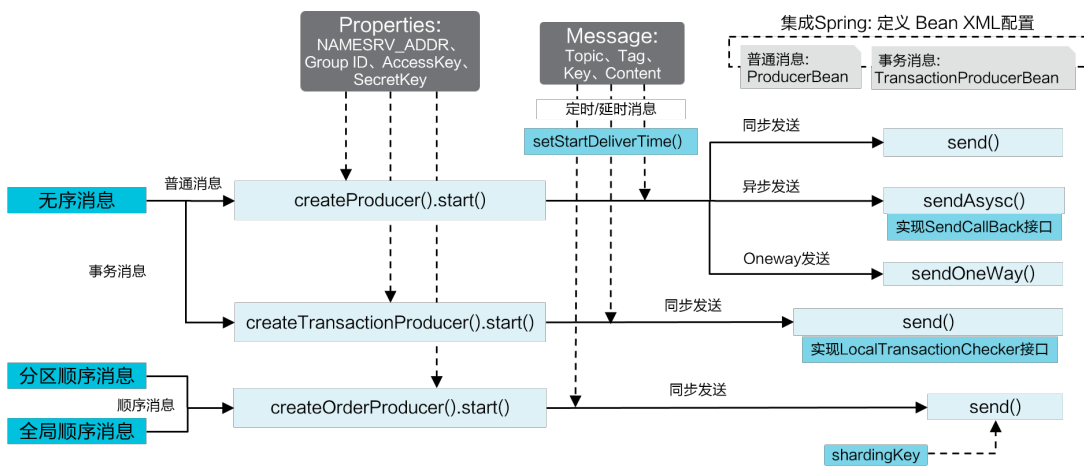 Properties:
NAMESRV_ADDR、
Group ID、AccessKey、
SecretKey
Message:
Topic、Tag、
Key、Content
集成Spring: 定义 Bean XML配置
普通消息:
ProducerBean
事务消息:
TransactionProducerBean
定时/延时消息
setStartDeliverTime()
同步发送
send()
无序消息
普通消息
createProducer().start()
异步发送
sendAsysc()
实现SendCallBack接口
事务消息
Oneway发送
sendOneWay()
createTransactionProducer().start()
同步发送
send()
实现LocalTransactionChecker接口
分区顺序消息
顺序消息
全局顺序消息
createOrderProducer().start()
同步发送
send()
shardingKey